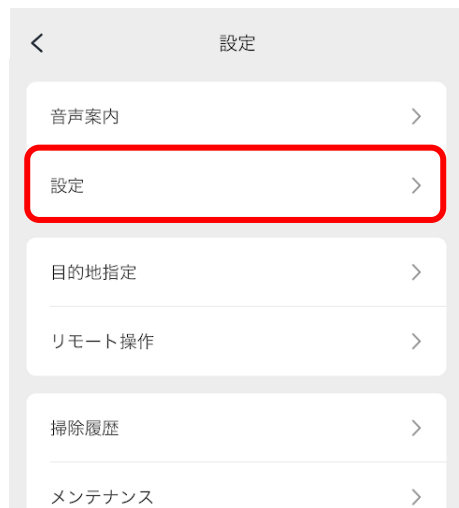 設定
音声案内
設定
目的地指定
リモート操作
掃除履歴
メンテナンス